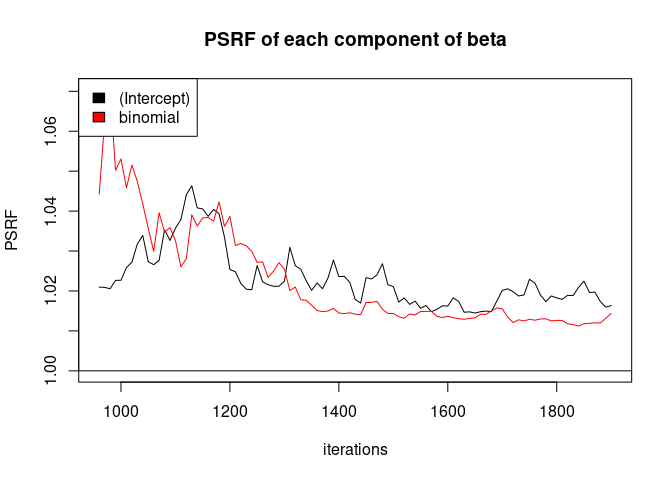 PSRF of each component of beta
(Intercept)
binomial
PSRF
1.06
1.04
1.02
1.00
1000 1200 1400 1600 1800
iterations